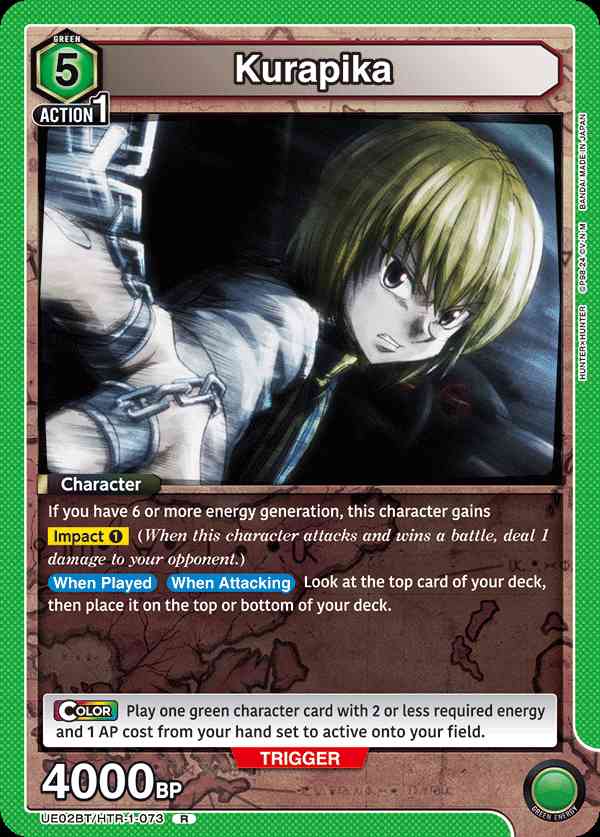 GREEN
5
Kurapika
ACTION 1
HUNTER×HUNTER ©P98-24 ©V･N･M BANDAI MADE IN JAPAN
Character
If you have 6 or more energy generation, this character gains
Impact 1 (When this character attacks and wins a battle, deal 1
damage to your opponent.)
When Played When Attacking Look at the top card of your deck,
then place it on the top or bottom of your deck.
COLOR Play one green character card with 2 or less required energy
and 1 AP cost from your hand set to active onto your field.
TRIGGER
4000BP
GREEN ENERGY
UE02BT/HTR-1-073 R